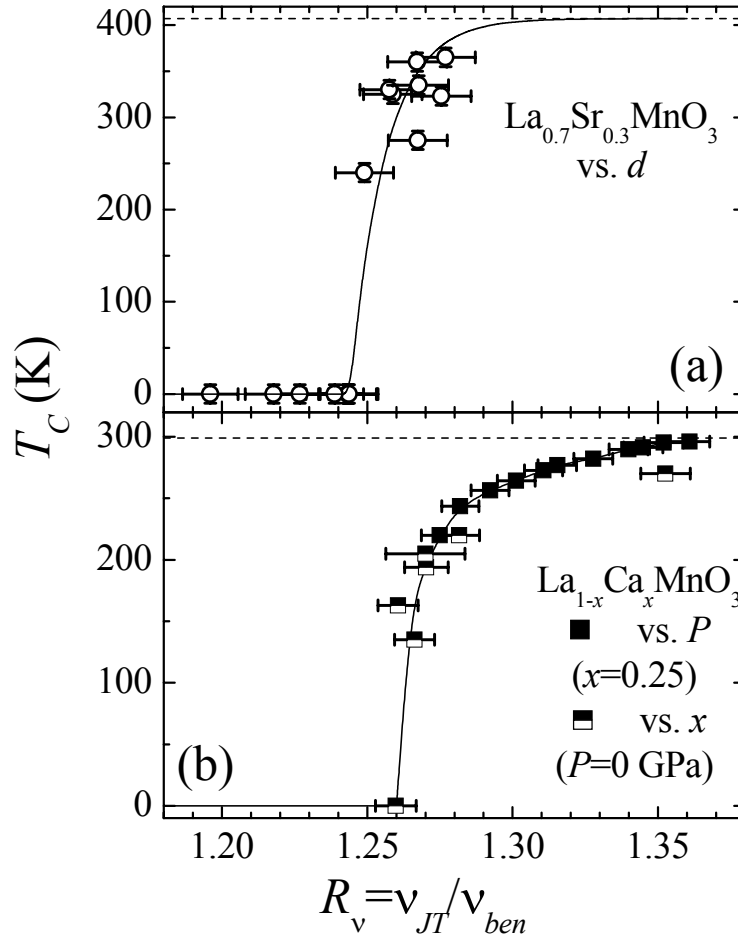 400
300
200
100
0
La0.7Sr0.3MnO3
vs. d
(a)
TC (K)
300
200
100
0
La1-xCaxMnO3
■ vs. P
(x=0.25)
vs. x
(P=0 GPa)
(b)
1.20 1.25 1.30 1.35
Rν=νJT/νben